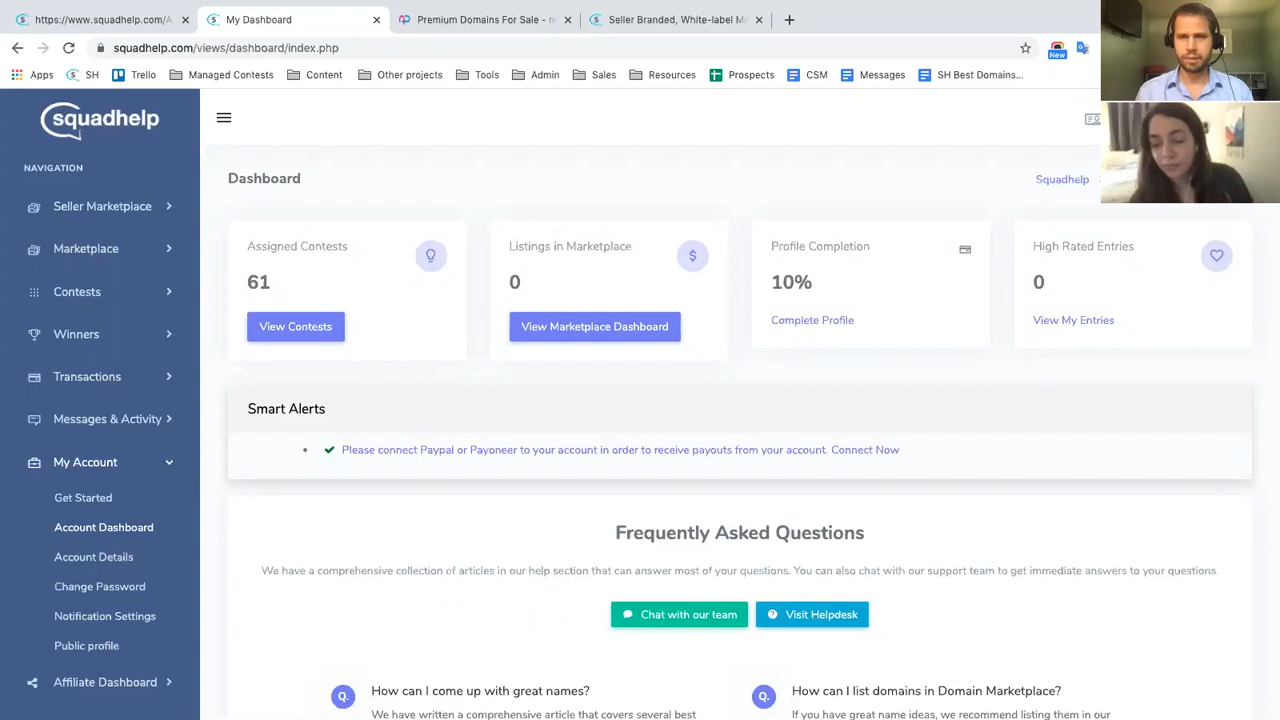 https://www.squadhelp.com/A
My Dashboard
Premium Domains For Sale - n
Seller Branded, White-label M
squadhelp.com/views/dashboard/index.php
New
Apps
SH
Trello
Managed Contests
Content
Other projects
Tools
Admin
Sales
Resources
Prospects
CSM
Messages
SH Best Domains...
squadhelp
NAVIGATION
Seller Marketplace
Marketplace
Contests
Winners
Transactions
Messages & Activity
My Account
Get Started
Account Dashboard
Account Details
Change Password
Notification Settings
Public profile
Affiliate Dashboard
Dashboard
Squadhelp
Assigned Contests
61
View Contests
Listings in Marketplace
0
View Marketplace Dashboard
Profile Completion
10%
Complete Profile
High Rated Entries
0
View My Entries
Smart Alerts
Please connect Paypal or Payoneer to your account in order to receive payouts from your account. Connect Now
Frequently Asked Questions
We have a comprehensive collection of articles in our help section that can answer most of your questions. You can also chat with our support team to get immediate answers to your questions.
Chat with our team
Visit Helpdesk
Q. How can I come up with great names?
We have written a comprehensive article that covers several best
Q. How can I list domains in Domain Marketplace?
If you have great name ideas, we recommend listing them in our